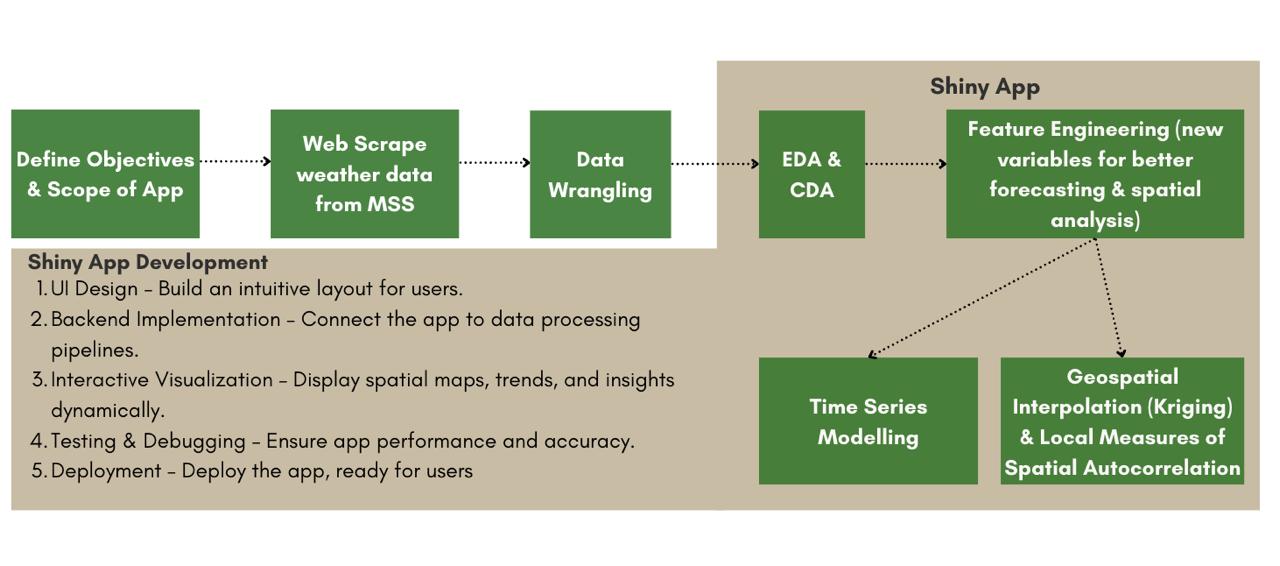 Shiny App
Define Objectives
& Scope of App
Web Scrape
weather data
from MSS
Data
Wrangling
EDA &
CDA
Feature Engineering (new
variables for better
forecasting & spatial
analysis)
Shiny App Development
1. UI Design – Build an intuitive layout for users.
2. Backend Implementation – Connect the app to data processing
pipelines.
3. Interactive Visualization – Display spatial maps, trends, and insights
dynamically.
4. Testing & Debugging – Ensure app performance and accuracy.
5. Deployment – Deploy the app, ready for users
Time Series
Modelling
Geospatial
Interpolation (Kriging)
& Local Measures of
Spatial Autocorrelation